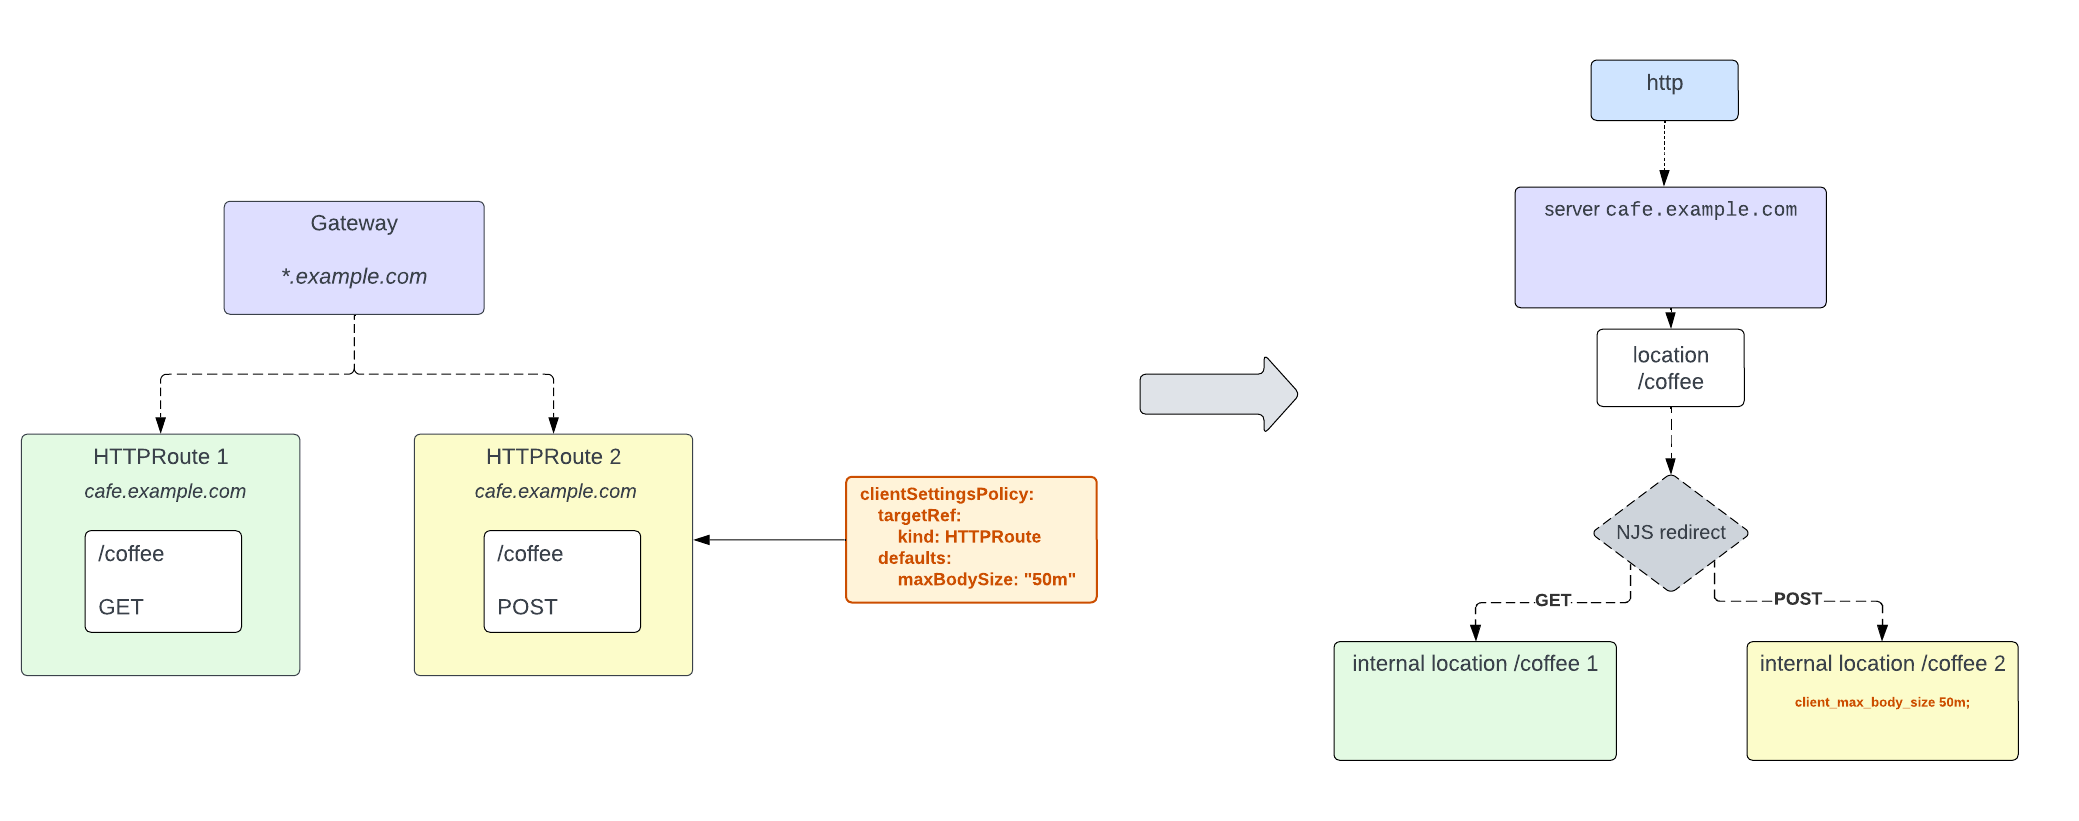 Gateway
*.example.com
HTTPRoute 1
cafe.example.com
/coffee
GET
HTTPRoute 2
cafe.example.com
/coffee
POST
clientSettingsPolicy:
targetRef:
kind: HTTPRoute
defaults:
maxBodySize: "50m"
http
server cafe.example.com
location
/coffee
NJS redirect
GET
POST
internal location /coffee 1
internal location /coffee 2
client_max_body_size 50m;